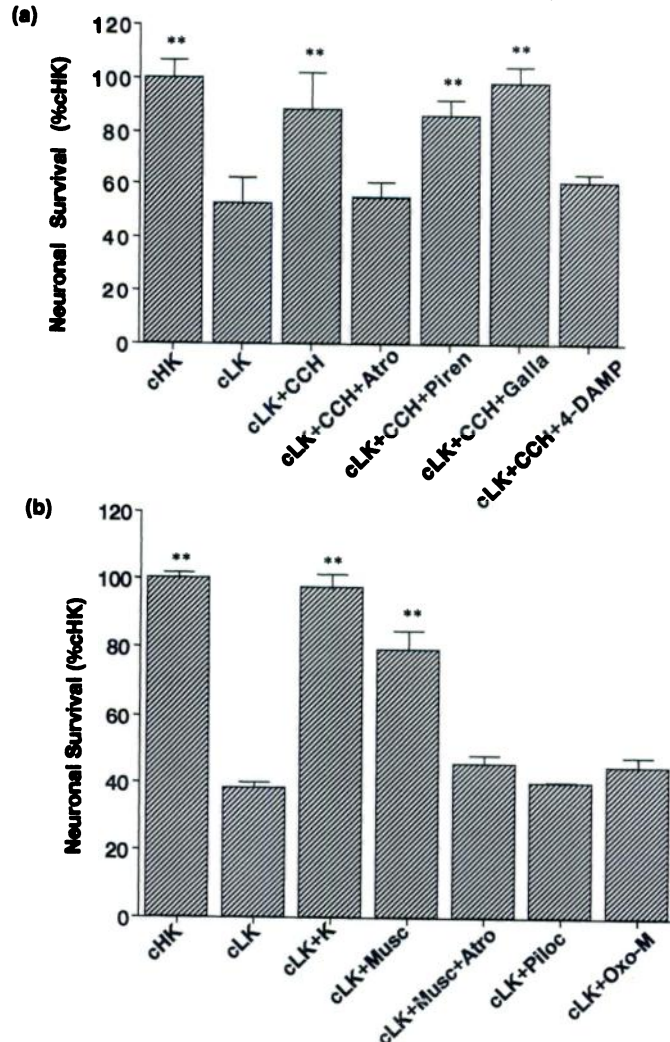 (a)
Neuronal Survival (%cHK)
120
100
80
60
40
20
0
**
**
**
**
cHK
cLK
cLK+CCH
cLK+CCH+Atro
cLK+CCH+Piren
cLK+CCH+Galla
cLK+CCH+4-DAMP
(b)
Neuronal Survival (%cHK)
120
100
80
60
40
20
0
**
**
**
cHK
cLK
cLK+K
cLK+Musc
cLK+Musc+Atro
cLK+Piloc
cLK+Oxo-M